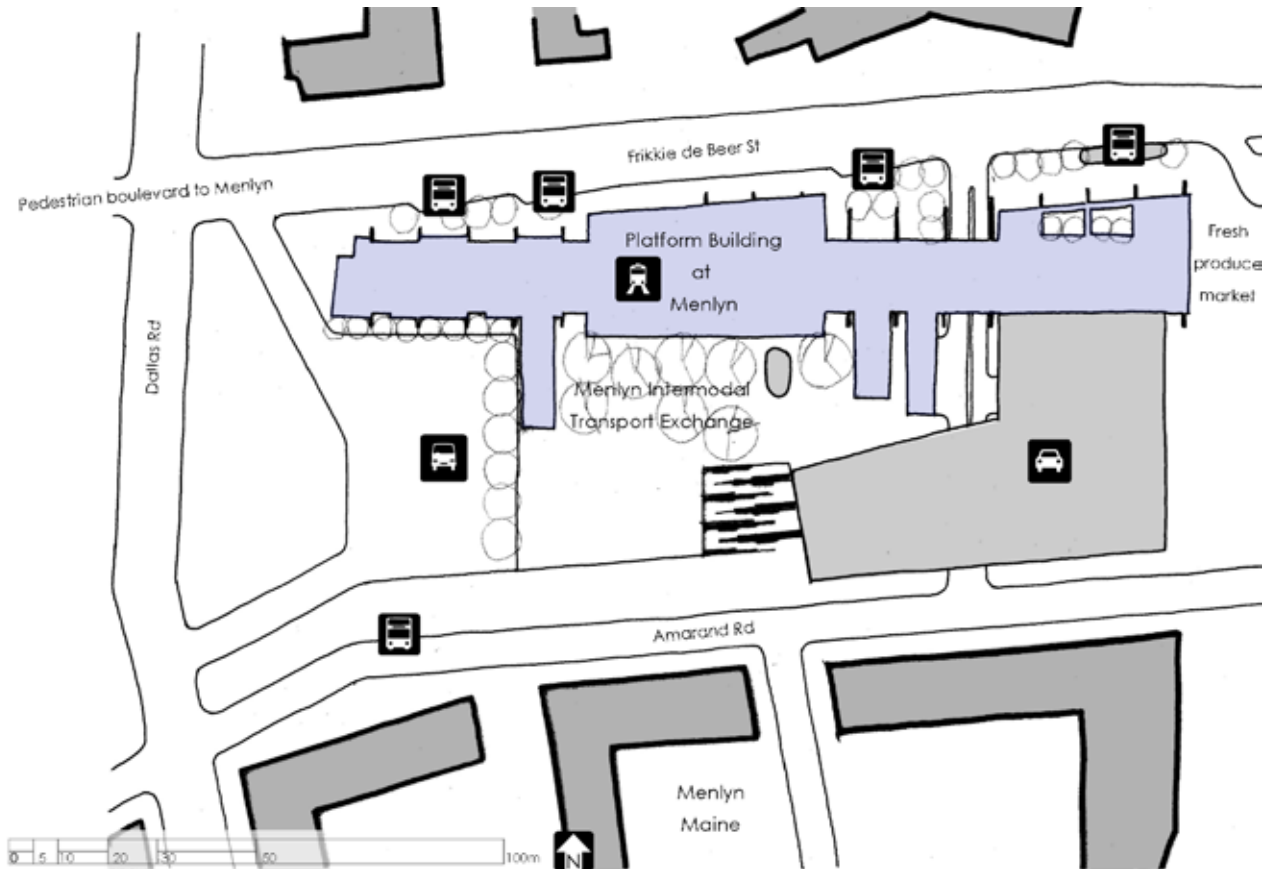 Frikkie de Beer St
Pedestrian boulevard to Menlyn
Platform Building
at
Menlyn
Fresh
produce
market
Dallas Rd
Menlyn Intermodal
Transport Exchange
Amarand Rd
Menlyn
Maine
0 5 10 20 30 50 100m
N